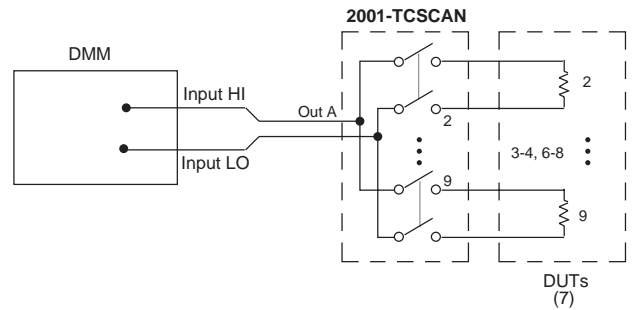 2001-TCSCAN
DMM
Input HI
Out A
Input LO
2
2
3-4, 6-8
9
9
DUTs
(7)